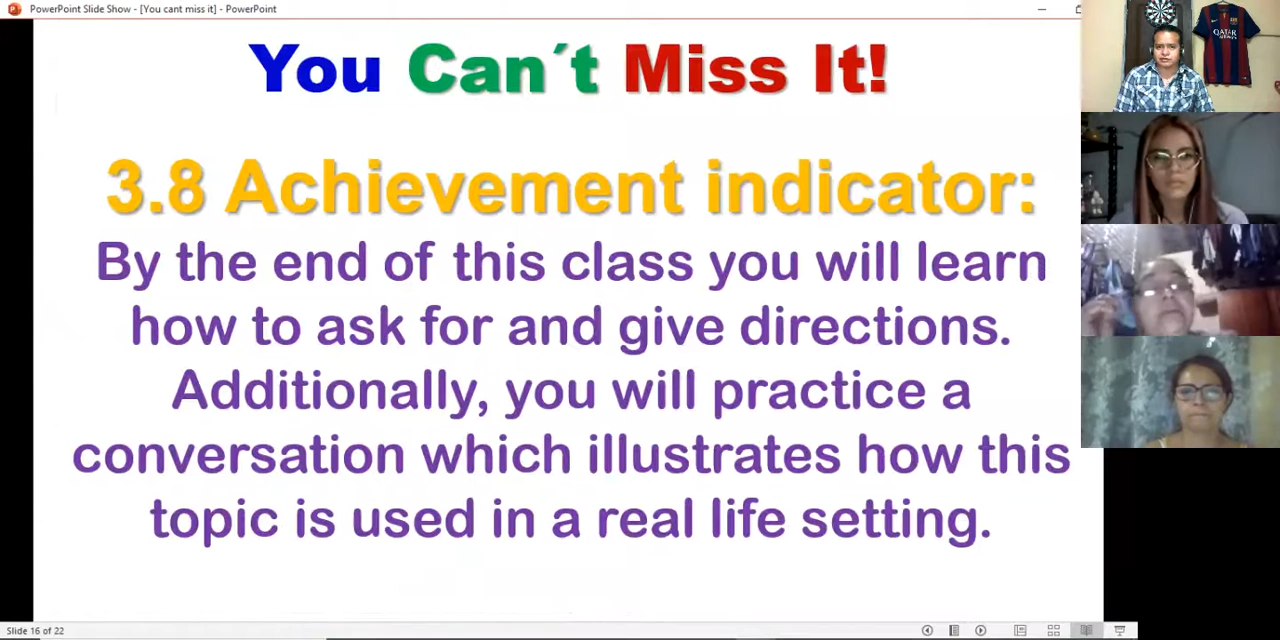 PowerPoint Slide Show - [You cant miss it] - PowerPoint
You Can´t Miss It!
3.8 Achievement indicator:
By the end of this class you will learn
how to ask for and give directions.
Additionally, you will practice a
conversation which illustrates how this
topic is used in a real life setting.
QATAR
AIRWAYS
Slide 16 of 22